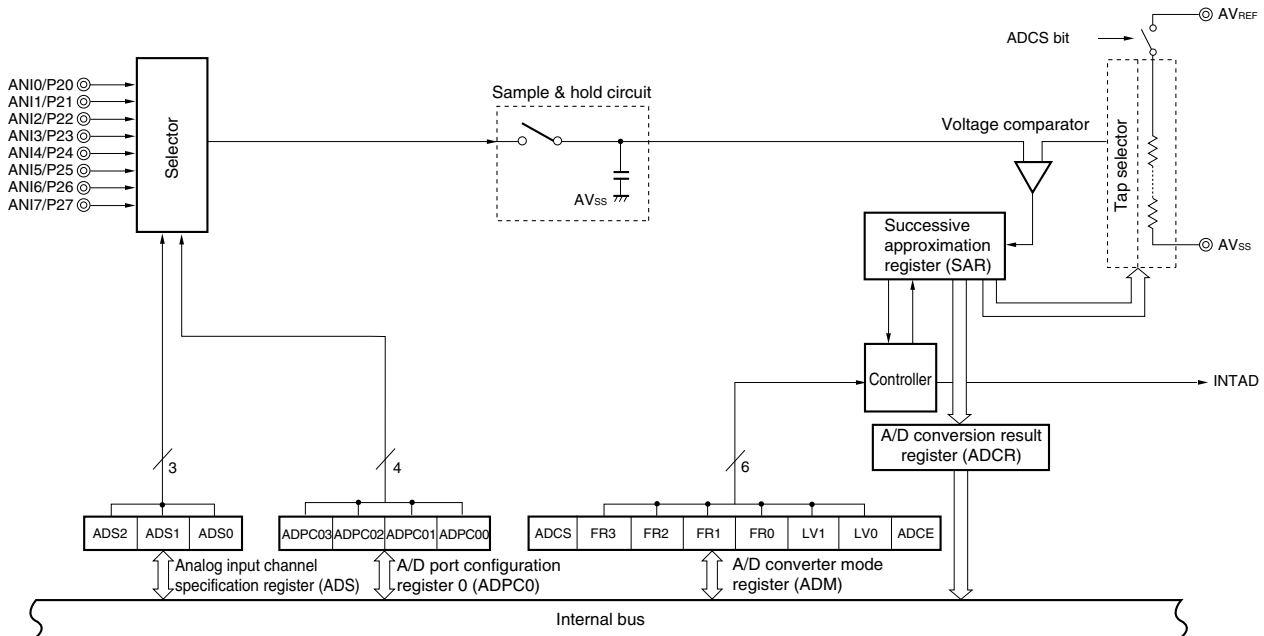 AVREF
ADCS bit
ANI0/P20
ANI1/P21
ANI2/P22
ANI3/P23
ANI4/P24
ANI5/P25
ANI6/P26
ANI7/P27
Selector
Sample & hold circuit
AVSS
Voltage comparator
Tap selector
AVSS
Successive
approximation
register (SAR)
Controller
INTAD
A/D conversion result
register (ADCR)
3
4
6
ADS2 ADS1 ADS0
ADPC03 ADPC02 ADPC01 ADPC00
ADCS FR3 FR2 FR1 FR0 LV1 LV0 ADCE
Analog input channel
specification register (ADS)
A/D port configuration
register 0 (ADPC0)
A/D converter mode
register (ADM)
Internal bus